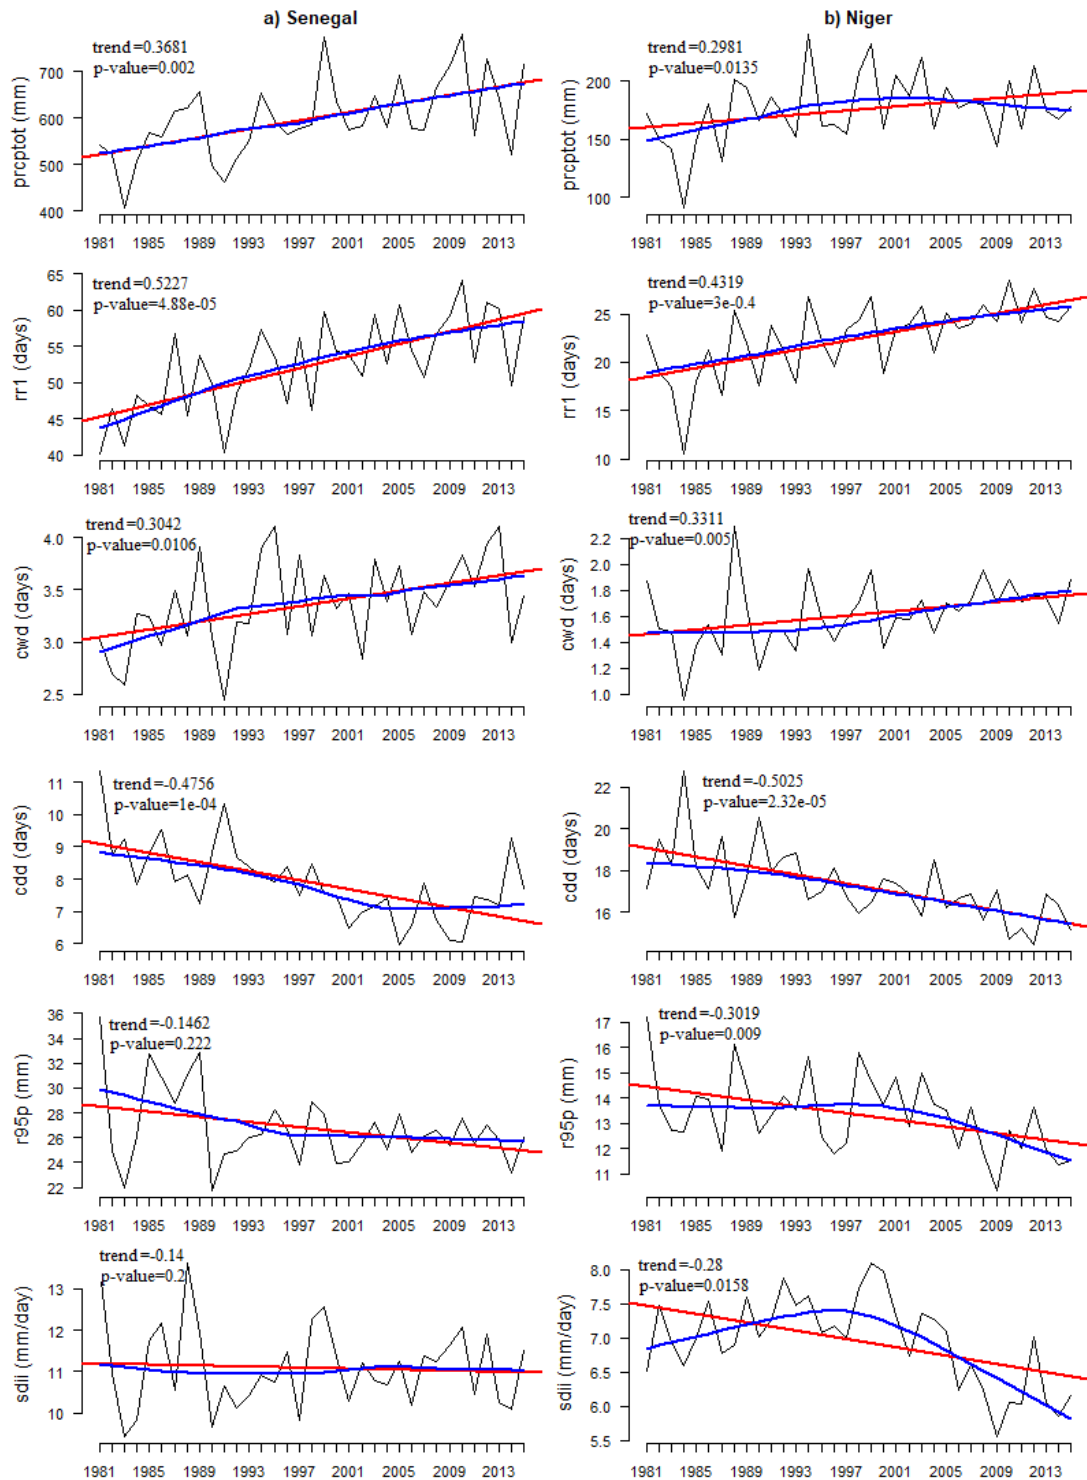 a) Senegal
b) Niger
trend=0.3681
p-value=0.002
prcptot (mm)
700
600
500
400
1981 1985 1989 1993 1997 2001 2005 2009 2013
trend=0.2981
p-value=0.0135
prcptot (mm)
200
150
100
1981 1985 1989 1993 1997 2001 2005 2009 2013
trend=0.5227
p-value=4.88e-05
rr1 (days)
65
60
55
50
45
40
1981 1985 1989 1993 1997 2001 2005 2009 2013
trend=0.4319
p-value=3e-0.4
rr1 (days)
25
20
15
10
1981 1985 1989 1993 1997 2001 2005 2009 2013
trend=0.3042
p-value=0.0106
cwd (days)
4.0
3.5
3.0
2.5
1981 1985 1989 1993 1997 2001 2005 2009 2013
trend=0.3311
p-value=0.005
cwd (days)
2.2
2.0
1.8
1.6
1.4
1.2
1.0
1981 1985 1989 1993 1997 2001 2005 2009 2013
trend=-0.4756
p-value=1e-04
cdd (days)
11
10
9
8
7
6
1981 1985 1989 1993 1997 2001 2005 2009 2013
trend=-0.5025
p-value=2.32e-05
cdd (days)
22
20
18
16
1981 1985 1989 1993 1997 2001 2005 2009 2013
trend=-0.1462
p-value=0.222
r95p (mm)
36
34
32
30
28
26
24
22
1981 1985 1989 1993 1997 2001 2005 2009 2013
trend=-0.3019
p-value=0.009
r95p (mm)
17
16
15
14
13
12
11
1981 1985 1989 1993 1997 2001 2005 2009 2013
trend=-0.14
p-value=0.2
sdii (mm/day)
13
12
11
10
1981 1985 1989 1993 1997 2001 2005 2009 2013
trend=-0.28
p-value=0.0158
sdii (mm/day)
8.0
7.5
7.0
6.5
6.0
5.5
1981 1985 1989 1993 1997 2001 2005 2009 2013